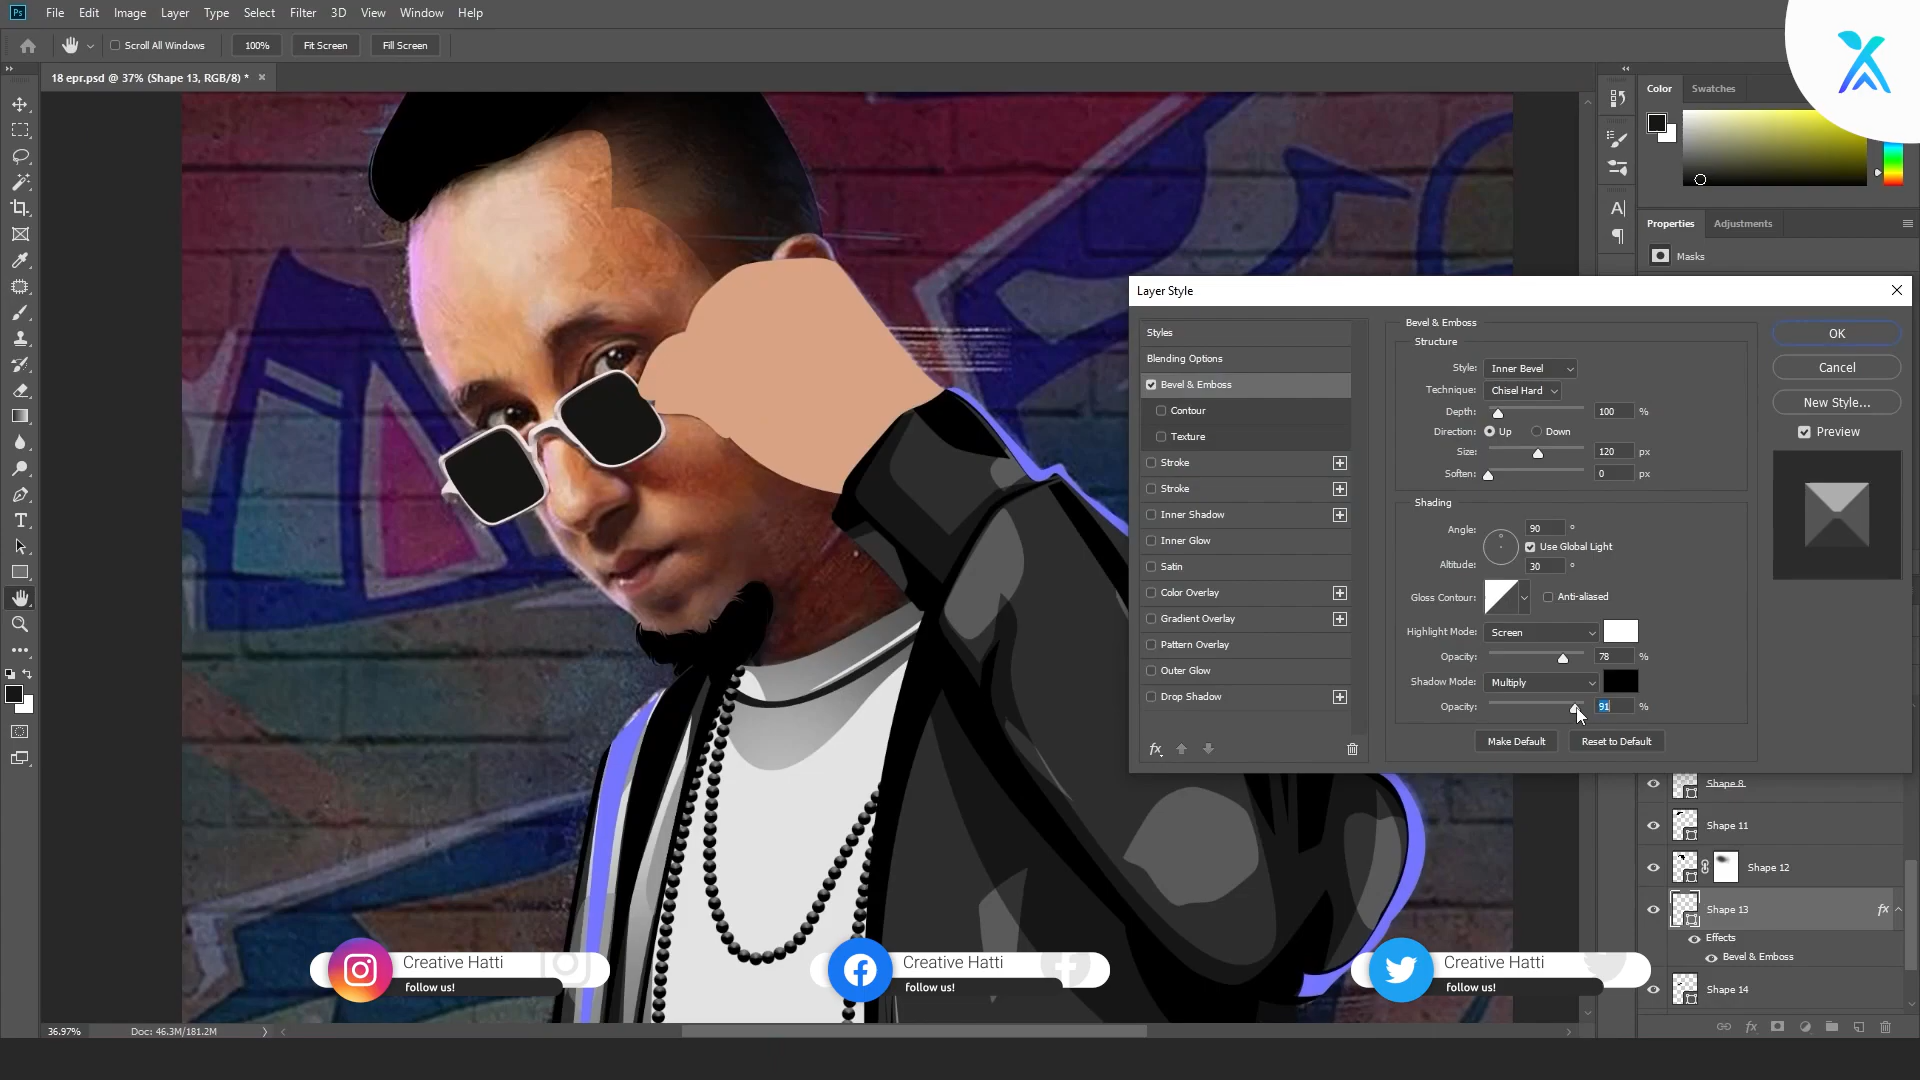 Ps
File Edit Image Layer Type Select Filter 3D View Window Help
Scroll All Windows 100% Fit Screen Fill Screen
18 epr.psd @ 37% (Shape 13, RGB/8) *
Color Swatches
Properties Adjustments
Masks
Layer Style
Styles
Blending Options
Bevel & Emboss
Contour
Texture
Stroke
Stroke
Inner Shadow
Inner Glow
Satin
Color Overlay
Gradient Overlay
Pattern Overlay
Outer Glow
Drop Shadow
fx
Bevel & Emboss
Structure
Style: Inner Bevel
Technique: Chisel Hard
Depth: 100 %
Direction: Up Down
Size: 120 px
Soften: 0 px
Shading
Angle: 90 °
Use Global Light
Altitude: 30 °
Gloss Contour: Anti-aliased
Highlight Mode: Screen
Opacity: 78 %
Shadow Mode: Multiply
Opacity: 91 %
Make Default Reset to Default
OK
Cancel
New Style...
Preview
Shape 8
Shape 11
Shape 12
Shape 13 fx
Effects
Bevel & Emboss
Shape 14
Creative Hatti
follow us!
Creative Hatti
follow us!
Creative Hatti
follow us!
36.97% Doc: 46.3M/181.2M